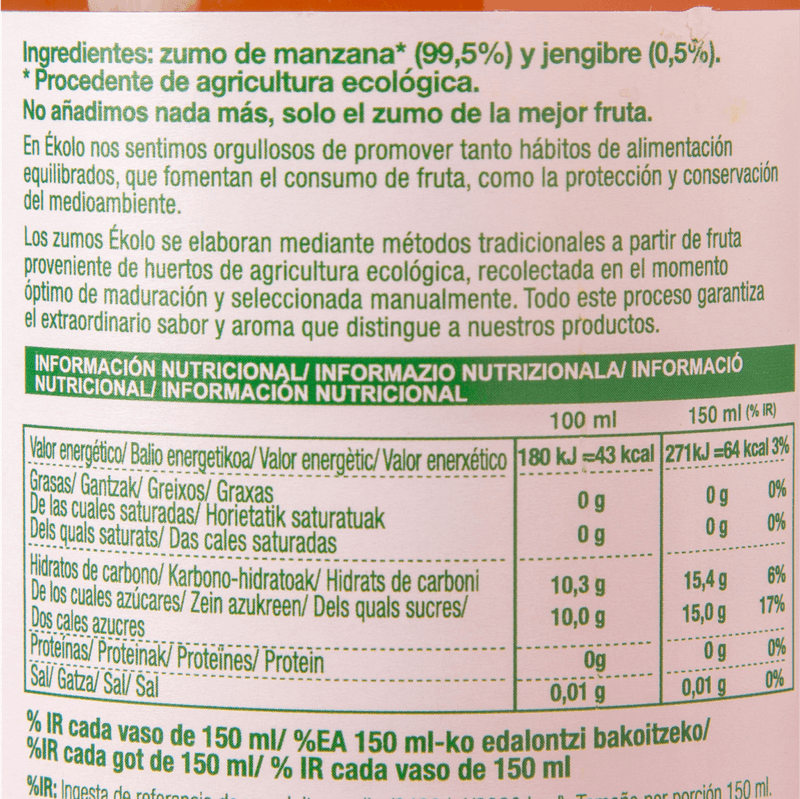 Ingredientes: zumo de manzana* (99,5%) y jengibre (0,5%).
* Procedente de agricultura ecológica.
No añadimos nada más, solo el zumo de la mejor fruta.
En Ékolo nos sentimos orgullosos de promover tanto hábitos de alimentación
equilibrados, que fomentan el consumo de fruta, como la protección y conservación
del medioambiente.
Los zumos Ékolo se elaboran mediante métodos tradicionales a partir de fruta
proveniente de huertos de agricultura ecológica, recolectada en el momento
óptimo de maduración y seleccionada manualmente. Todo este proceso garantiza
el extraordinario sabor y aroma que distingue a nuestros productos.
INFORMACIÓN NUTRICIONAL/ INFORMAZIO NUTRIZIONALA/ INFORMACIÓ
NUTRICIONAL/ INFORMACIÓN NUTRICIONAL
100 ml 150 ml (% IR)
Valor energético/ Balio energetikoa/ Valor energètic/ Valor enerxético 180 kJ =43 kcal 271kJ =64 kcal 3%
Grasas/ Gantzak/ Greixos/ Graxas 0 g 0 g 0%
De las cuales saturadas/ Horietatik saturatuak
Dels quals saturats/ Das cales saturadas 0 g 0 g 0%
Hidratos de carbono/ Karbono-hidratoak/ Hidrats de carboni 10,3 g 15,4 g 6%
De los cuales azúcares/ Zein azukreen/ Dels quals sucres/ 10,0 g 15,0 g 17%
Dos cales azucres
Proteínas/ Proteinak/ Proteïnes/ Protein 0g 0 g 0%
Sal/ Gatza/ Sal/ Sal 0,01 g 0,01 g 0%
% IR cada vaso de 150 ml/ %EA 150 ml-ko edalontzi bakoitzeko/
%IR cada got de 150 ml/ % IR cada vaso de 150 ml
%IR: Ingesta de referencia de por porción 150 ml.